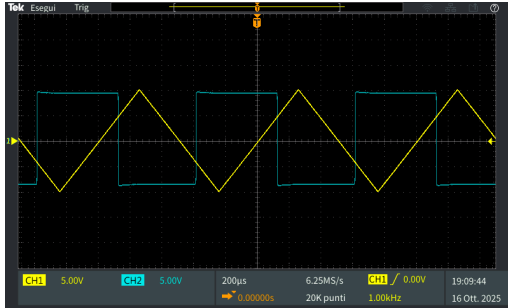 Tek Esegui Trig
T
T
1
CH1 5.00V CH2 5.00V 200µs 6.25MS/s CH1 0.00V 19:09:44
0.00000s 20K punti 1.00kHz 16 Ott. 2025